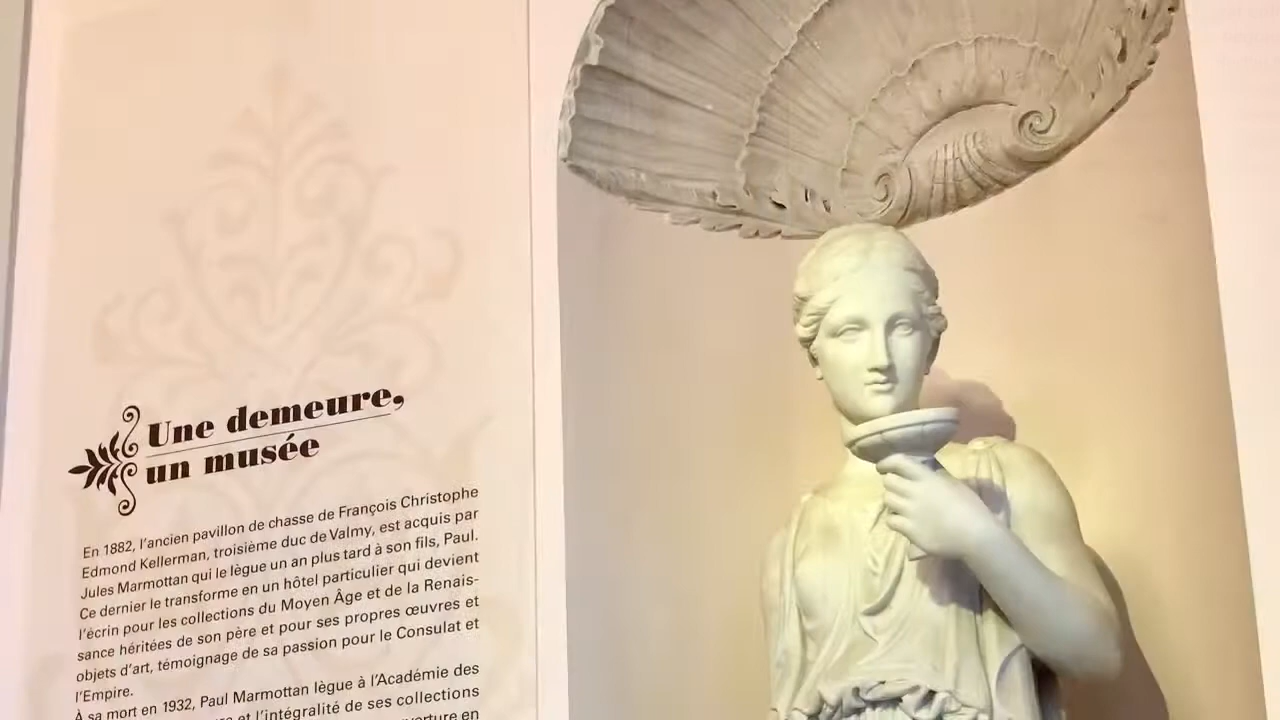 Une demeure,
un musée
En 1882, l'ancien pavillon de chasse de François Christophe
Edmond Kellerman, troisième duc de Valmy, est acquis par
Jules Marmottan qui le lègue un an plus tard à son fils, Paul.
Ce dernier le transforme en un hôtel particulier qui devient
l'écrin pour les collections du Moyen Âge et de la Renais-
sance héritées de son père et pour ses propres œuvres et
objets d'art, témoignage de sa passion pour le Consulat et
l'Empire.
À sa mort en 1932, Paul Marmottan lègue à l'Académie des
et l'intégralité de ses collections
en